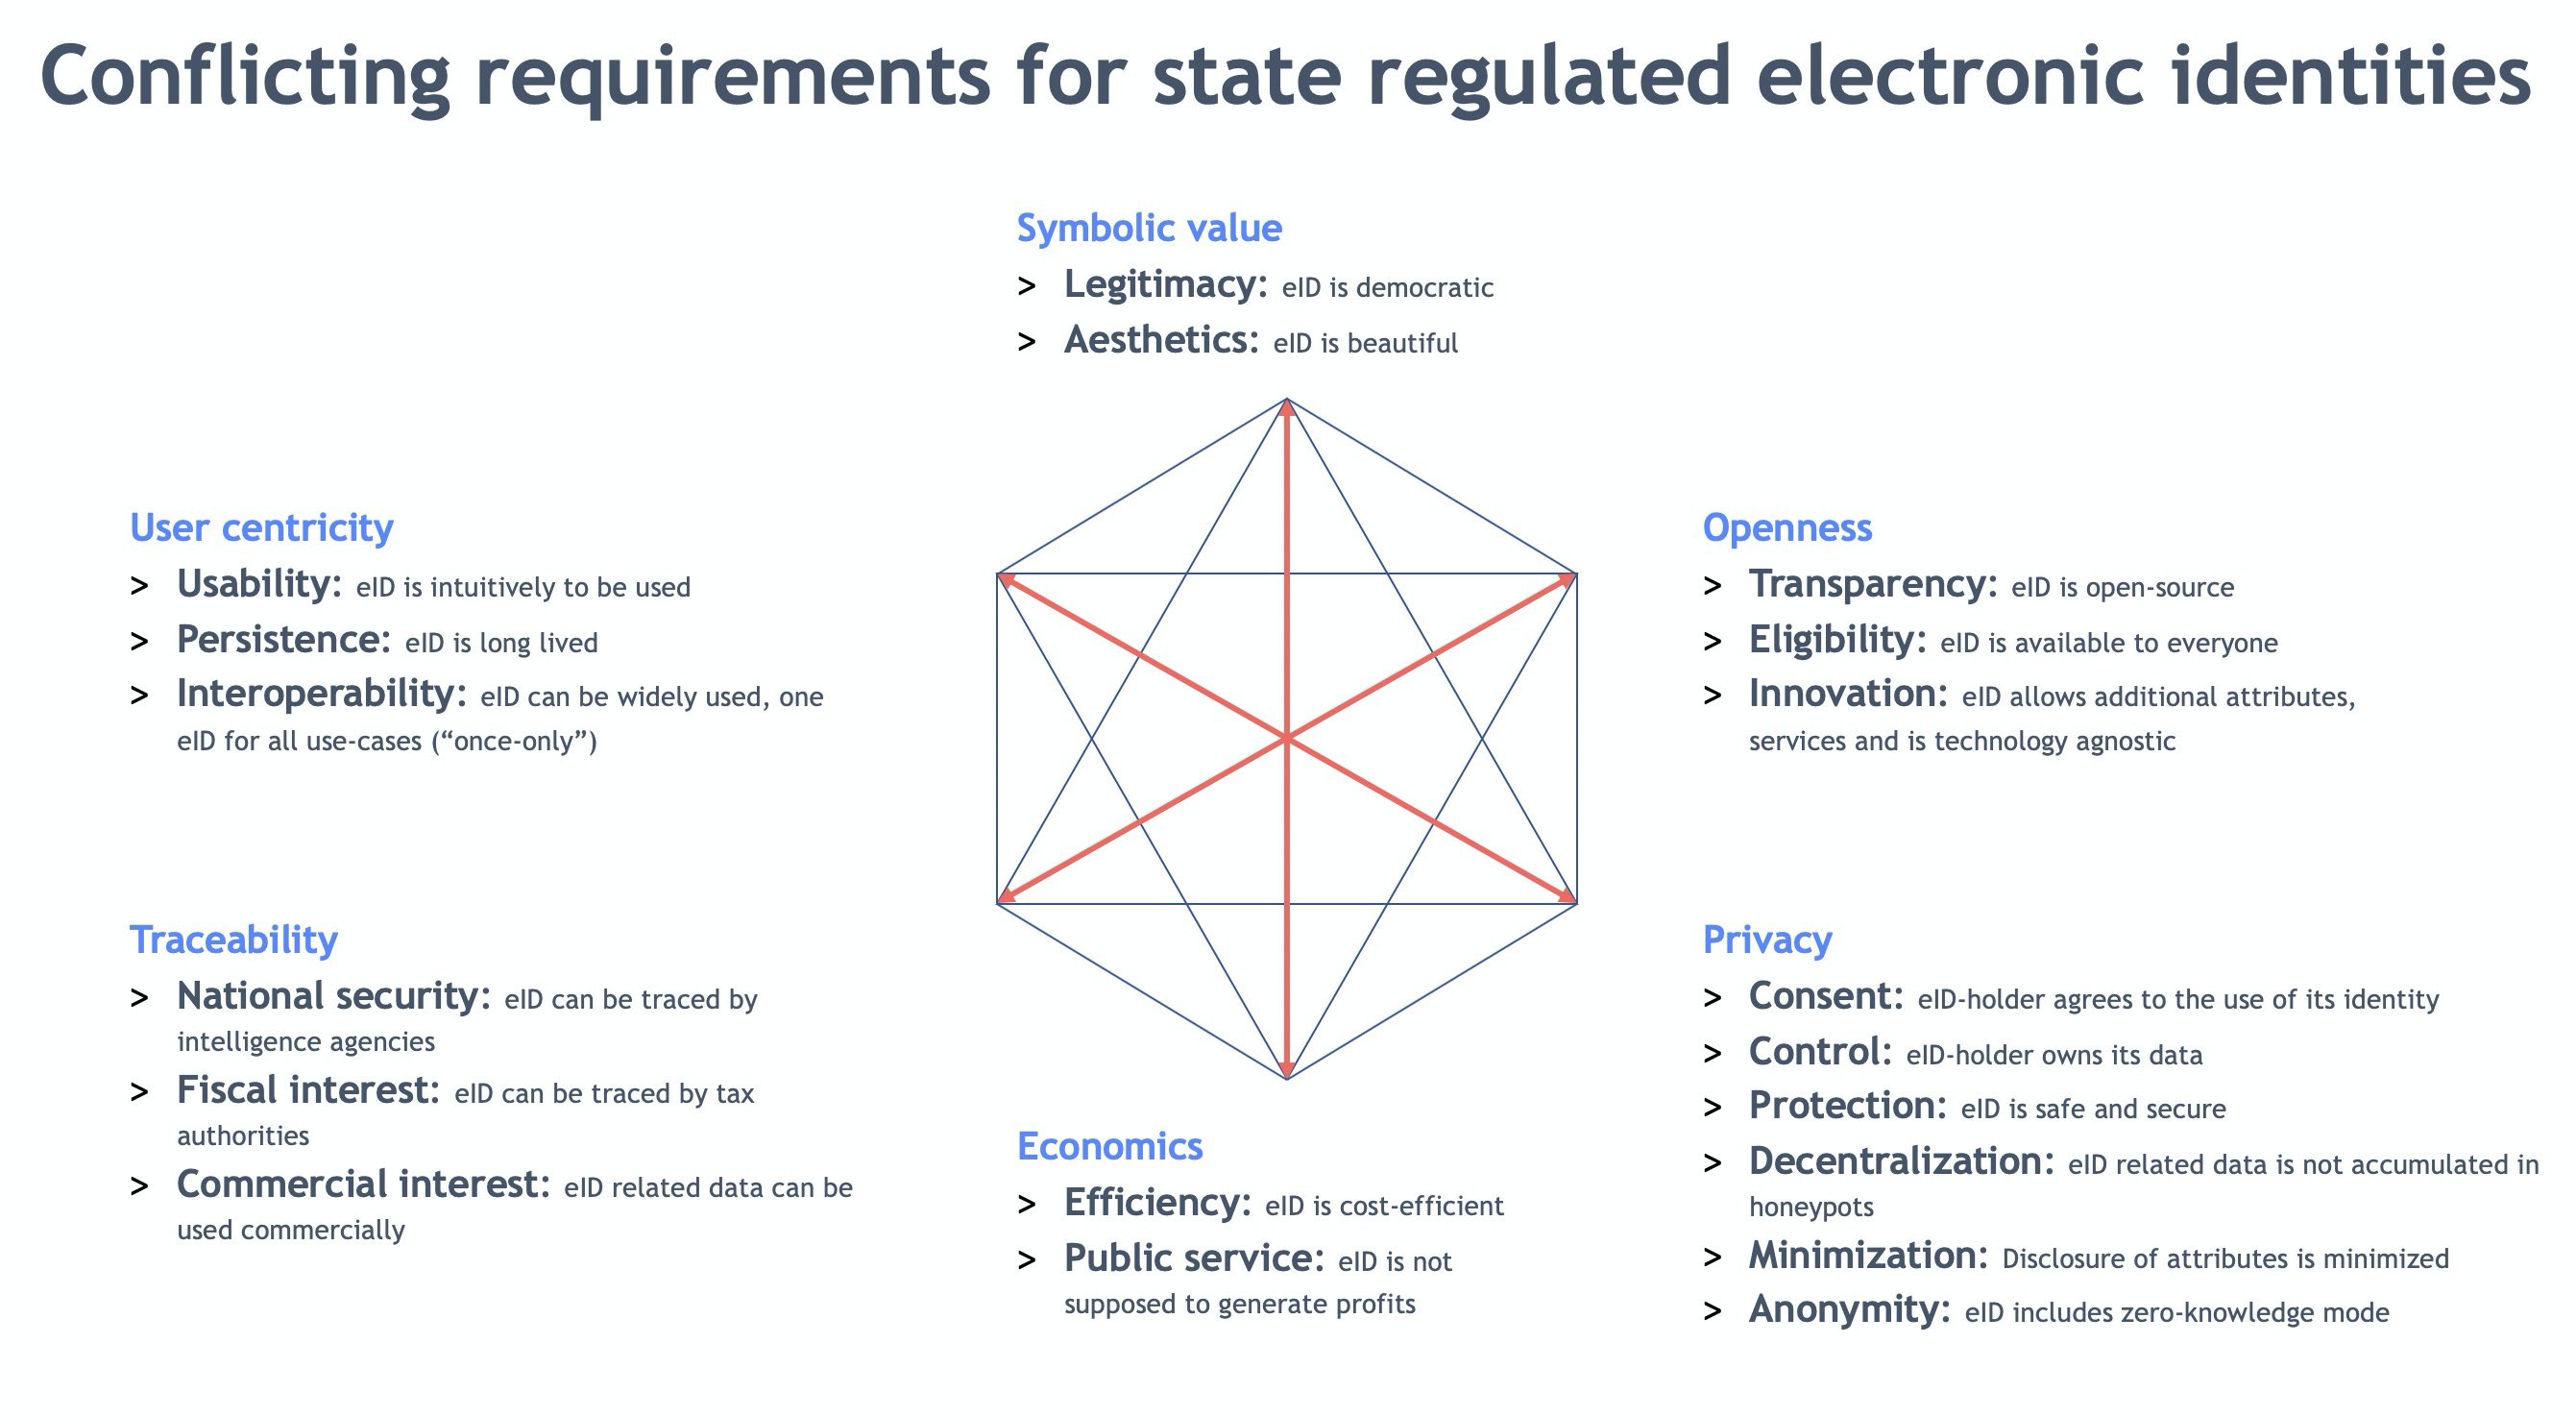 Conflicting requirements for state regulated electronic identities
Symbolic value
> Legitimacy: eID is democratic
> Aesthetics: eID is beautiful
User centricity
> Usability: eID is intuitively to be used
> Persistence: eID is long lived
> Interoperability: eID can be widely used, one
eID for all use-cases (“once-only”)
Openness
> Transparency: eID is open-source
> Eligibility: eID is available to everyone
> Innovation: eID allows additional attributes,
services and is technology agnostic
Traceability
> National security: eID can be traced by
intelligence agencies
> Fiscal interest: eID can be traced by tax
authorities
> Commercial interest: eID related data can be
used commercially
Economics
> Efficiency: eID is cost-efficient
> Public service: eID is not
supposed to generate profits
Privacy
> Consent: eID-holder agrees to the use of its identity
> Control: eID-holder owns its data
> Protection: eID is safe and secure
> Decentralization: eID related data is not accumulated in
honeypots
> Minimization: Disclosure of attributes is minimized
> Anonymity: eID includes zero-knowledge mode